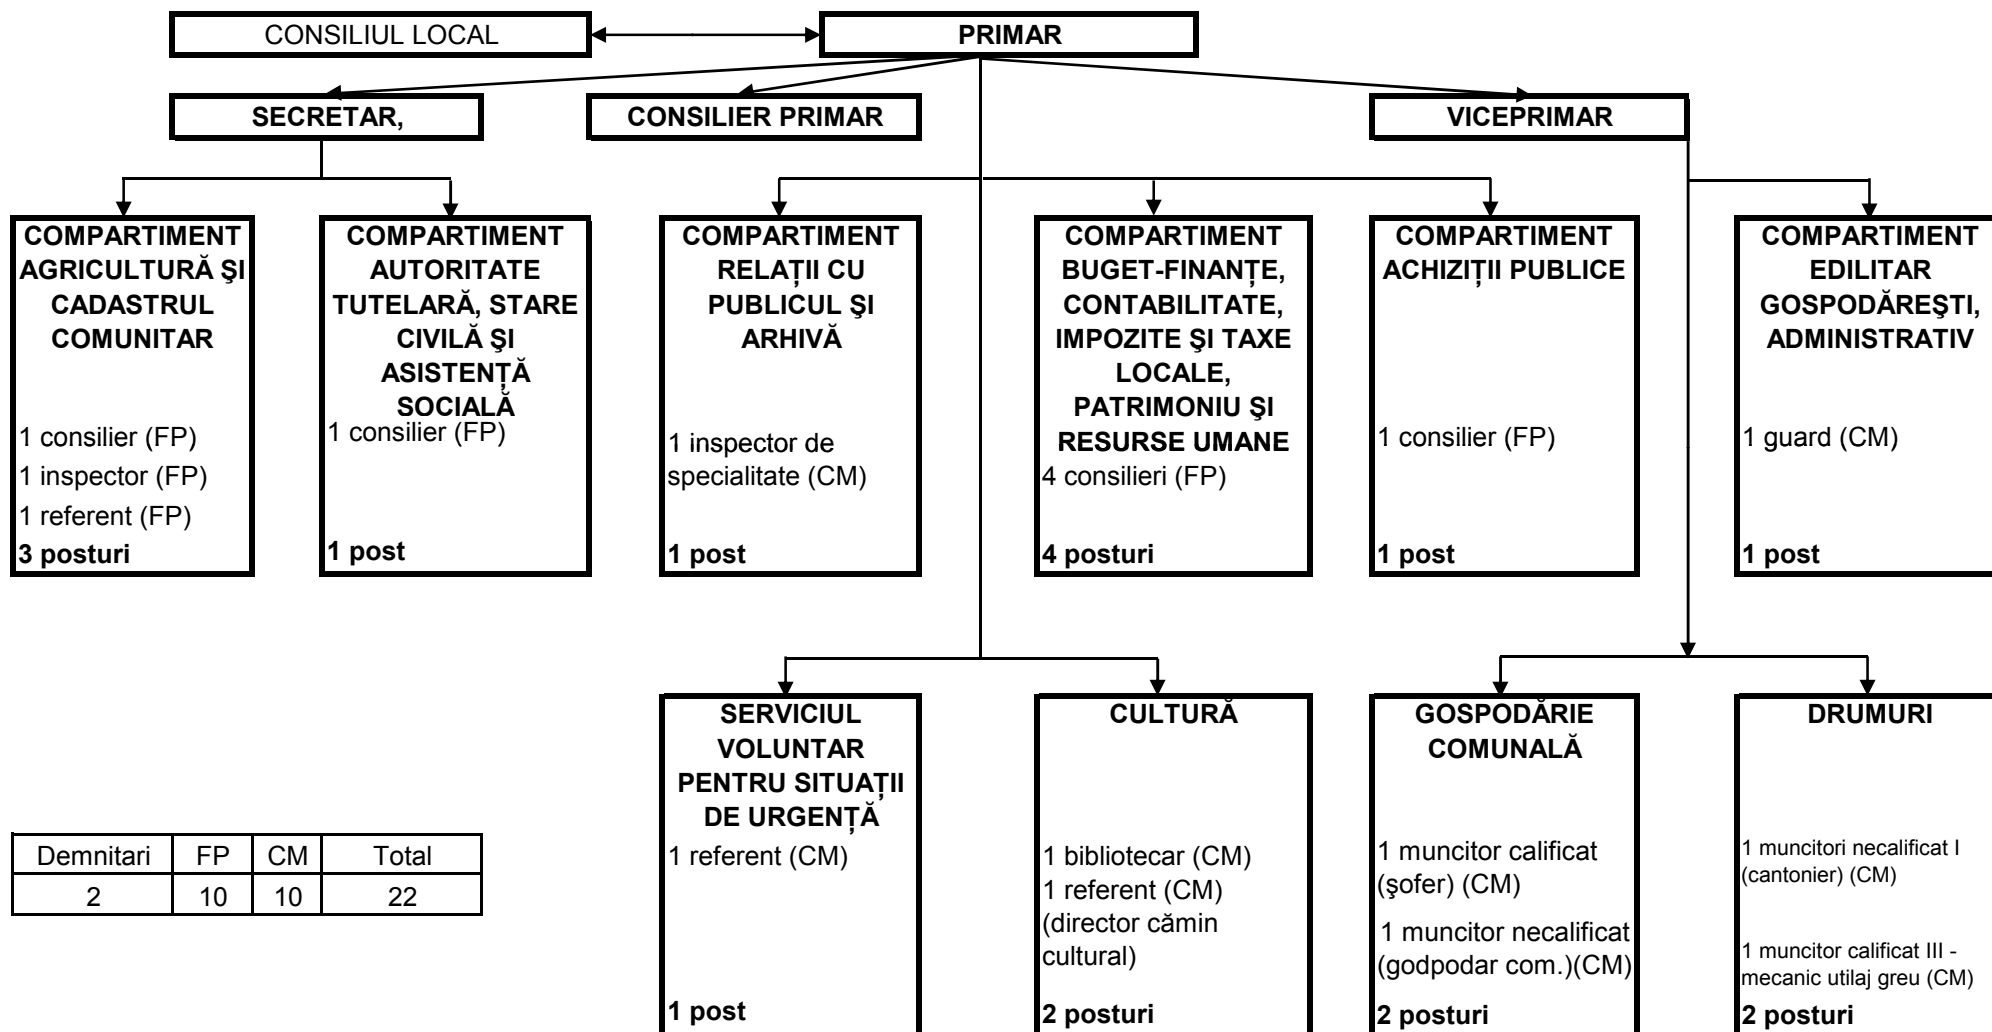 CONSILIUL LOCAL
PRIMAR
SECRETAR,
CONSILIER PRIMAR
VICEPRIMAR
COMPARTIMENT
AGRICULTURĂ ŞI
CADASTRUL
COMUNITAR
1 consilier (FP)
1 inspector (FP)
1 referent (FP)
3 posturi
COMPARTIMENT
AUTORITATE
TUTELARĂ, STARE
CIVILĂ ŞI
ASISTENȚĂ
SOCIALĂ
1 consilier (FP)
1 post
COMPARTIMENT
RELAȚII CU
PUBLICUL ŞI
ARHIVĂ
1 inspector de
specialitate (CM)
1 post
COMPARTIMENT
BUGET-FINANȚE,
CONTABILITATE,
IMPOZITE ŞI TAXE
LOCALE,
PATRIMONIU ŞI
RESURSE UMANE
4 consilieri (FP)
4 posturi
COMPARTIMENT
ACHIZIȚII PUBLICE
1 consilier (FP)
1 post
COMPARTIMENT
EDILITAR
GOSPODĂREŞTI,
ADMINISTRATIV
1 guard (CM)
1 post
SERVICIUL
VOLUNTAR
PENTRU SITUAȚII
DE URGENȚĂ
1 referent (CM)
1 post
CULTURĂ
1 bibliotecar (CM)
1 referent (CM)
(director cămin
cultural)
2 posturi
GOSPODĂRIE
COMUNALĂ
1 muncitor calificat
(şofer) (CM)
1 muncitor necalificat
(godpodar com.)(CM)
2 posturi
DRUMURI
1 muncitori necalificat I
(cantonier) (CM)
1 muncitor calificat III -
mecanic utilaj greu (CM)
2 posturi
Demnitari FP CM Total
2 10 10 22